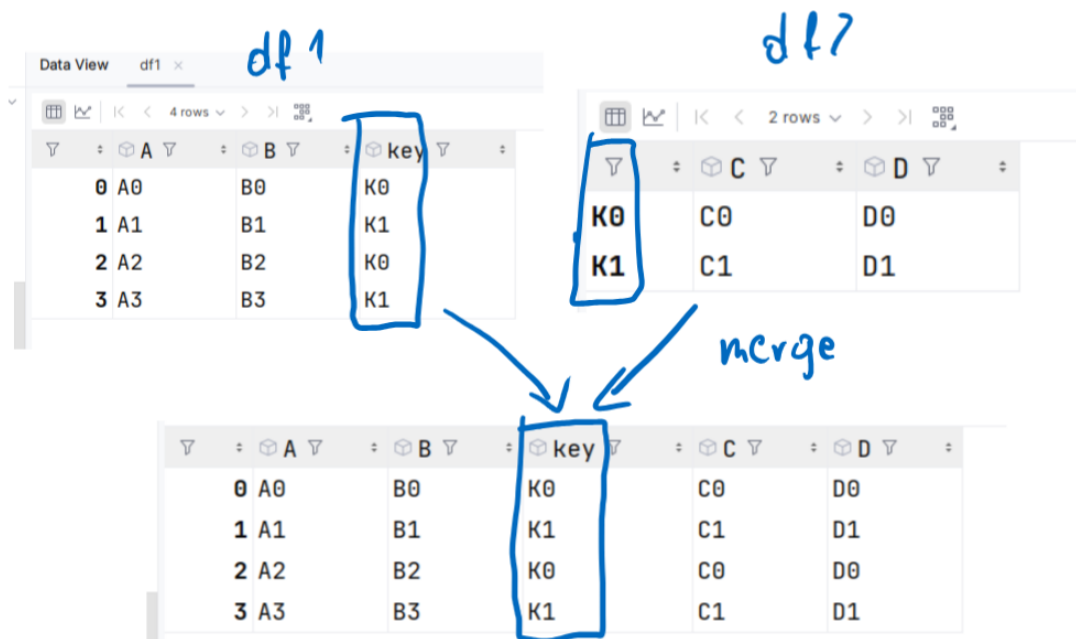 df1
df2
Data View df1 ×
4 rows
2 rows
A B key
0 A0 B0 K0
1 A1 B1 K1
2 A2 B2 K0
3 A3 B3 K1
C D
K0 C0 D0
K1 C1 D1
merge
A B key C D
0 A0 B0 K0 C0 D0
1 A1 B1 K1 C1 D1
2 A2 B2 K0 C0 D0
3 A3 B3 K1 C1 D1